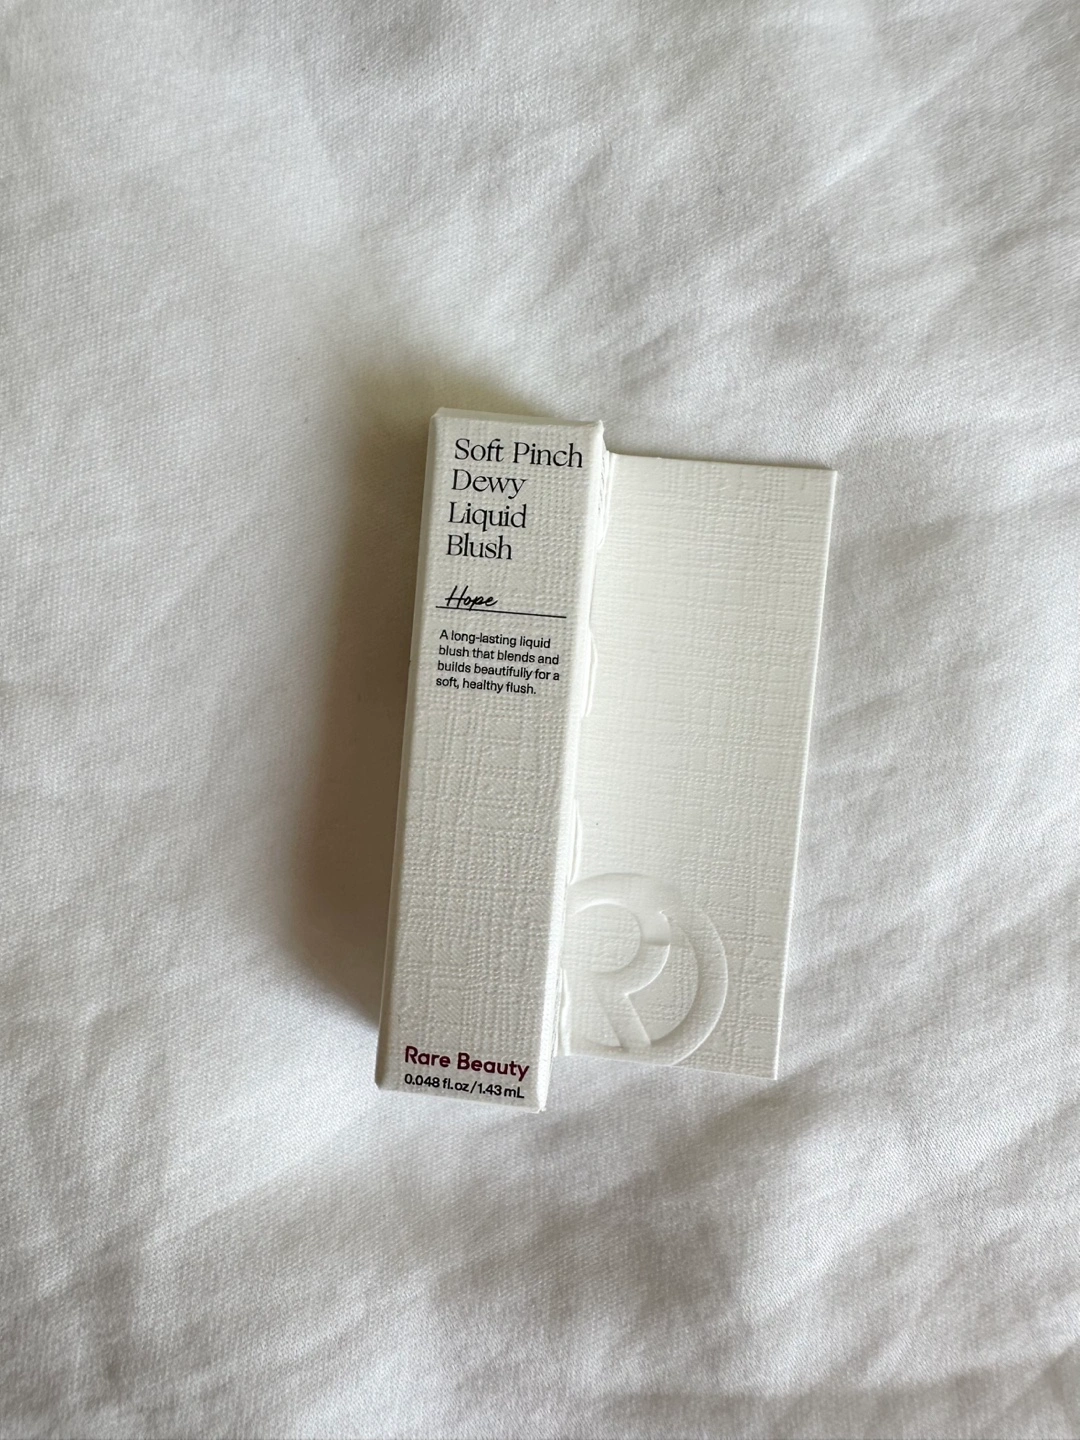 Soft Pinch
Dewy
Liquid
Blush
Hope
A long-lasting liquid
blush that blends and
builds beautifully for a
soft, healthy flush.
Rare Beauty
0.048 fl.oz/1.43 mL
R